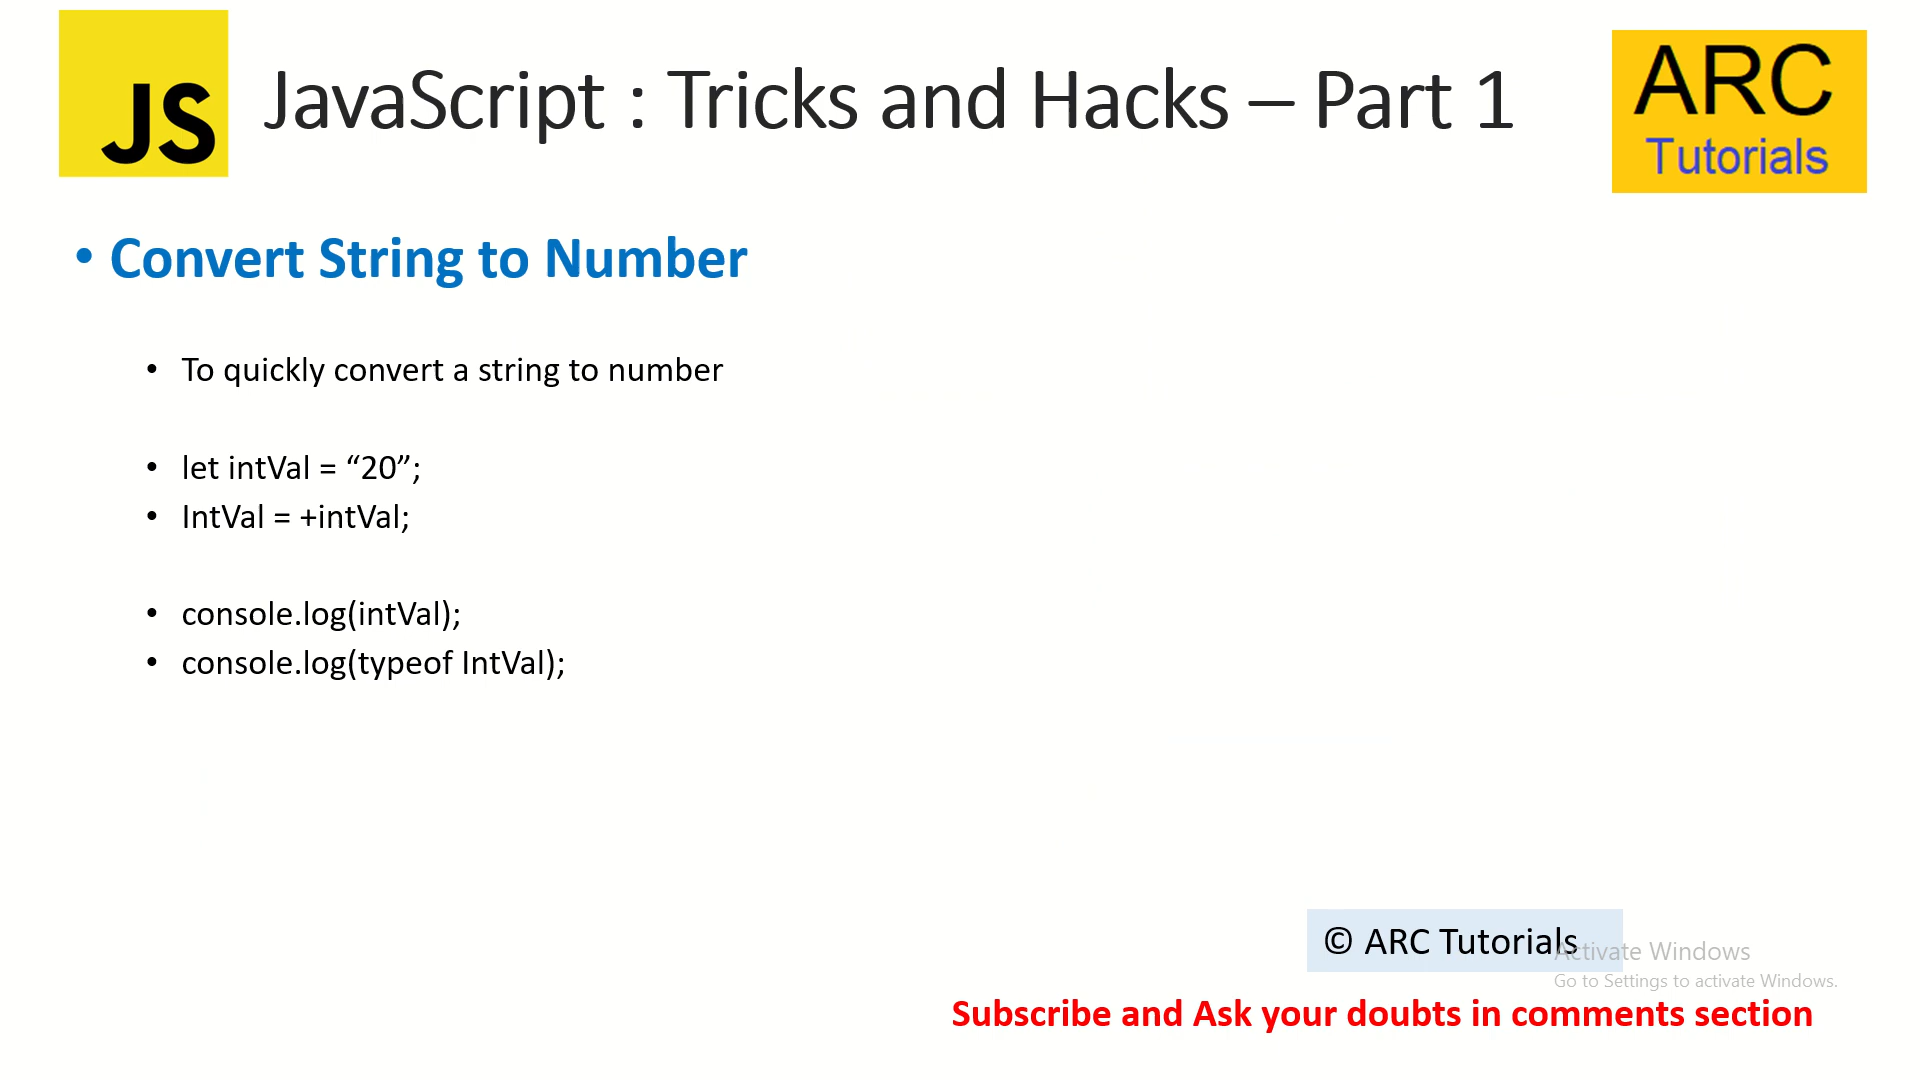 JS
JavaScript : Tricks and Hacks – Part 1
ARC
Tutorials
• Convert String to Number
• To quickly convert a string to number
• let intVal = “20”;
• IntVal = +intVal;
• console.log(intVal);
• console.log(typeof IntVal);
© ARC Tutorials
Activate Windows
Go to Settings to activate Windows.
Subscribe and Ask your doubts in comments section